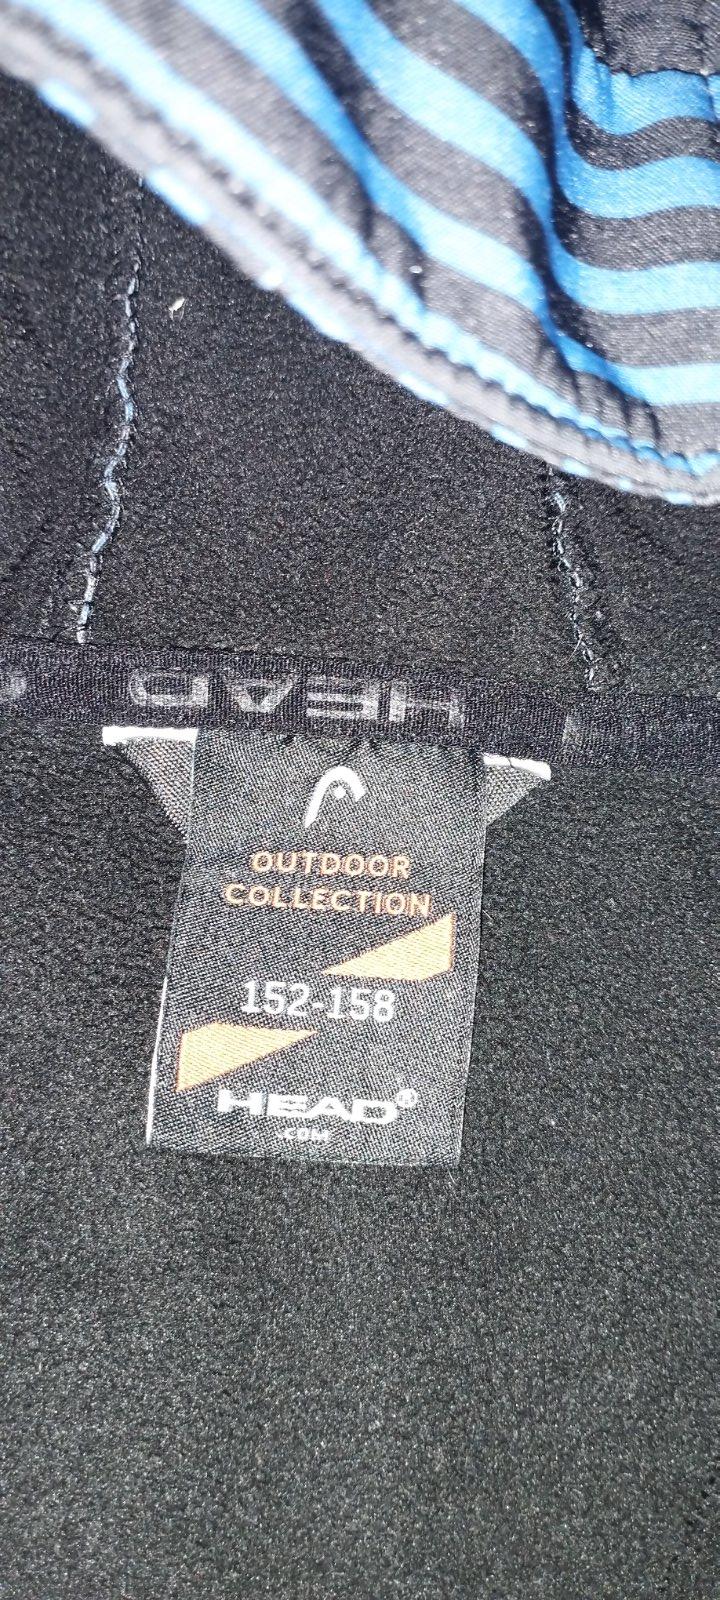 HEAD
OUTDOOR
COLLECTION
152-158
HEAD®
.COM